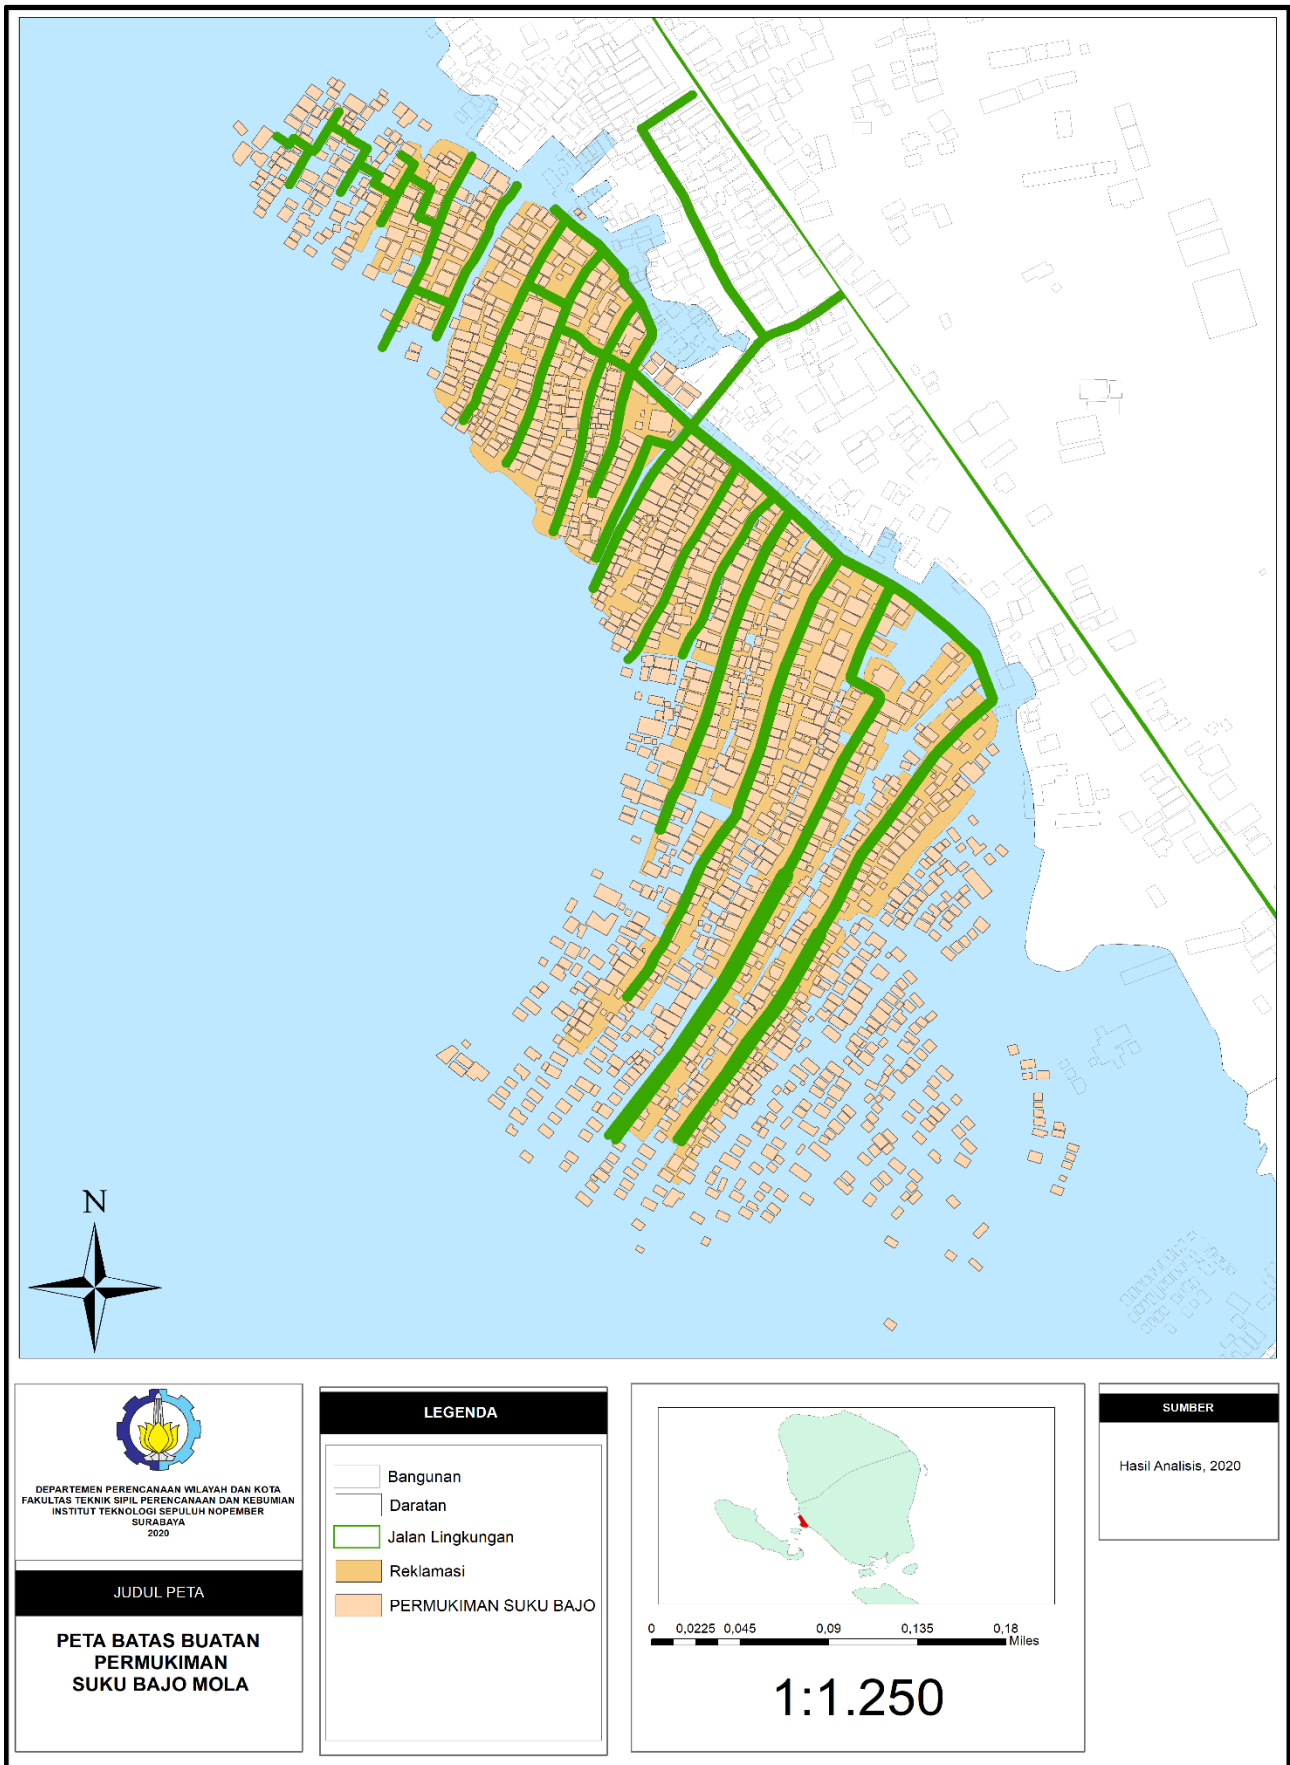 N
DEPARTEMEN PERENCANAAN WILAYAH DAN KOTA
FAKULTAS TEKNIK SIPIL PERENCANAAN DAN KEBUMIAN
INSTITUT TEKNOLOGI SEPULUH NOPEMBER
SURABAYA
2020
JUDUL PETA
PETA BATAS BUATAN
PERMUKIMAN
SUKU BAJO MOLA
LEGENDA
Bangunan
Daratan
Jalan Lingkungan
Reklamasi
PERMUKIMAN SUKU BAJO
0 0,0225 0,045 0,09 0,135 0,18
Miles
1:1.250
SUMBER
Hasil Analisis, 2020